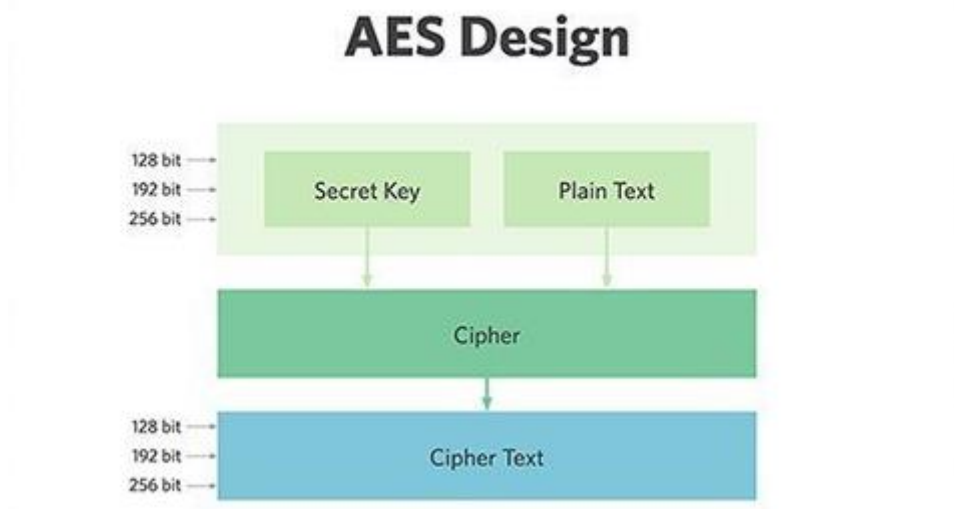 AES Design
128 bit
192 bit
256 bit
Secret Key
Plain Text
Cipher
128 bit
192 bit
256 bit
Cipher Text